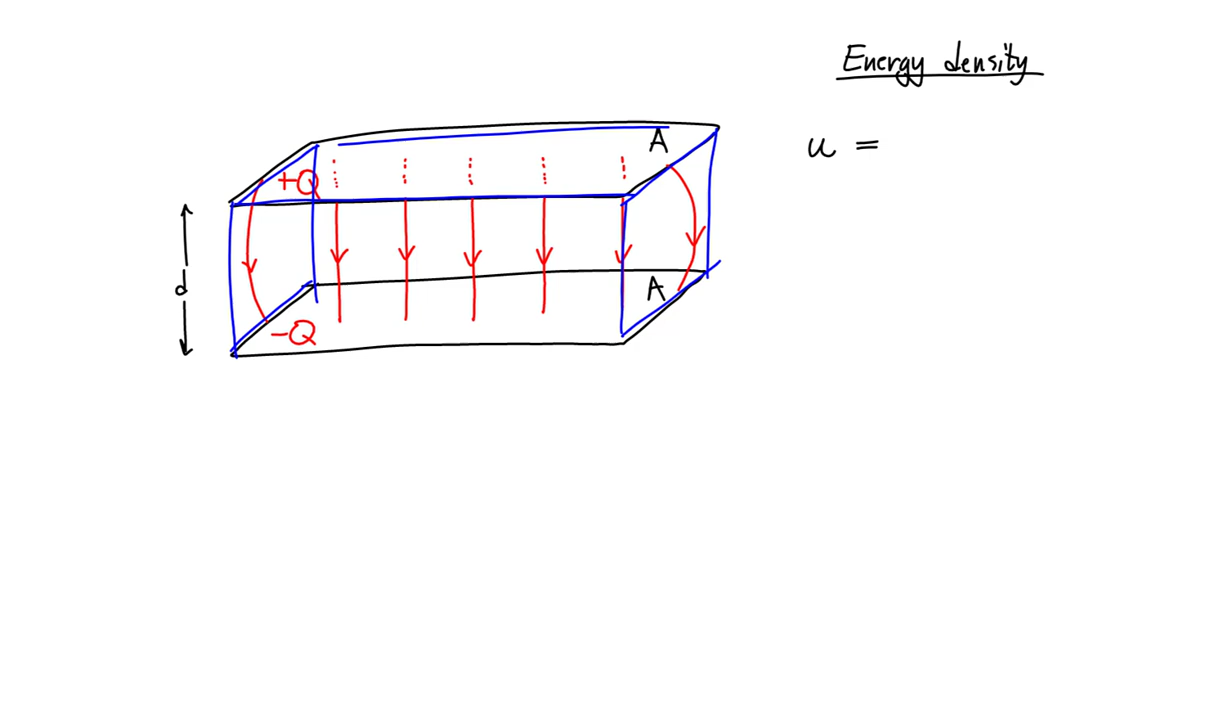 Energy density
u =
A
+Q
d
A
-Q